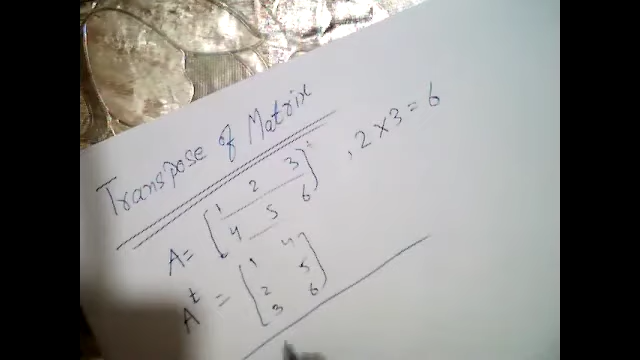 Transpose of Matrix
A = [1 2 3 , 2 x 3 = 6
4 5 6]
A^t = [1 4
2 5
3 6]